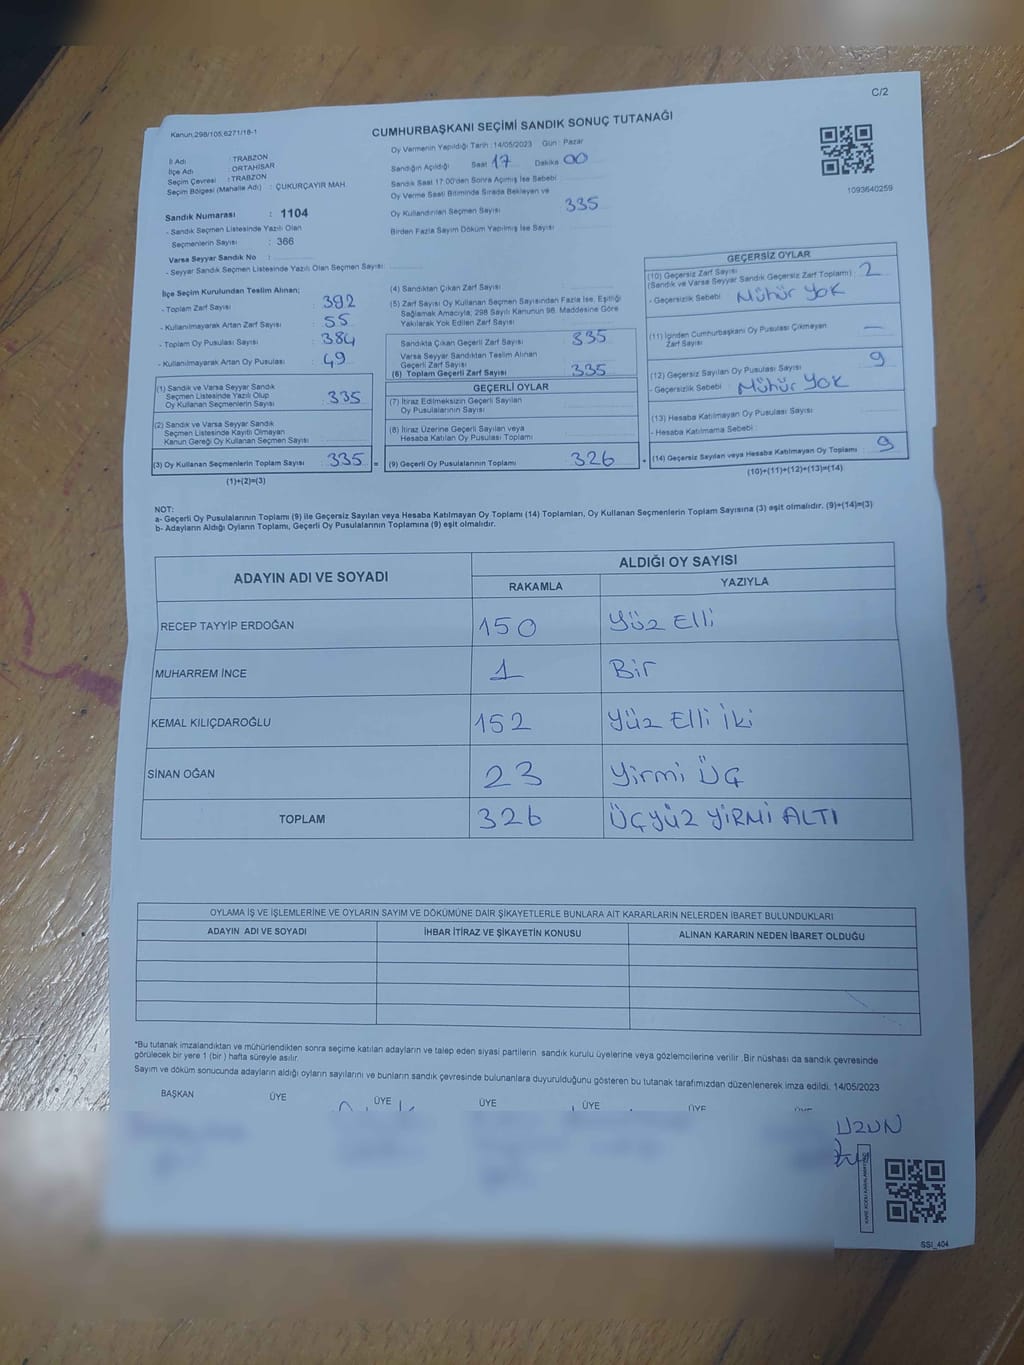 C/2
Kanun,298/105,6271/18-1
CUMHURBAŞKANI SEÇİMİ SANDIK SONUÇ TUTANAĞI
İl Adı : TRABZON
İlçe Adı : ORTAHİSAR
Seçim Çevresi : TRABZON
Seçim Bölgesi (Mahalle Adı) : ÇUKURÇAYIR MAH.
Sandık Numarası : 1104
- Sandık Seçmen Listesinde Yazılı Olan
Seçmenlerin Sayısı : 366
Varsa Seyyar Sandık No :
- Seyyar Sandık Seçmen Listesinde Yazılı Olan Seçmen Sayısı :
Oy Vermenin Yapıldığı Tarih : 14/05/2023 Gün : Pazar
Sandığın Açıldığı Saat 17 Dakika 00
Sandık Saat 17:00'den Sonra Açılmış İse Sebebi :
Oy Verme Saati Bitiminde Sırada Bekleyen ve
Oy Kullandırılan Seçmen Sayısı 335
Birden Fazla Sayım Döküm Yapılmış İse Sayısı :
1093640259
İlçe Seçim Kurulundan Teslim Alınan;
- Toplam Zarf Sayısı : 392
- Kullanılmayarak Artan Zarf Sayısı : 55
- Toplam Oy Pusulası Sayısı : 384
- Kullanılmayarak Artan Oy Pusulası : 49
(1) Sandık ve Varsa Seyyar Sandık
Seçmen Listesinde Yazılı Olup
Oy Kullanan Seçmenlerin Sayısı : 335
(2) Sandık ve Varsa Seyyar Sandık
Seçmen Listesinde Kayıtlı Olmayan
Kanun Gereği Oy Kullanan Seçmen Sayısı :
(3) Oy Kullanan Seçmenlerin Toplam Sayısı : 335 =
(1)+(2)=(3)
(4) Sandıktan Çıkan Zarf Sayısı :
(5) Zarf Sayısı Oy Kullanan Seçmen Sayısından Fazla İse, Eşitliği
Sağlamak Amacıyla; 298 Sayılı Kanunun 98. Maddesine Göre
Yakılarak Yok Edilen Zarf Sayısı :
Sandıkta Çıkan Geçerli Zarf Sayısı : 335
Varsa Seyyar Sandıktan Teslim Alınan
Geçerli Zarf Sayısı :
(6) Toplam Geçerli Zarf Sayısı : 335
GEÇERLİ OYLAR
(7) İtiraz Edilmeksizin Geçerli Sayılan
Oy Pusulalarının Sayısı :
(8) İtiraz Üzerine Geçerli Sayılan veya
Hesaba Katılan Oy Pusulası Toplamı :
(9) Geçerli Oy Pusulalarının Toplamı : 326 +
GEÇERSİZ OYLAR
(10) Geçersiz Zarf Sayısı
(Sandık ve Varsa Seyyar Sandık Geçersiz Zarf Toplamı) : 2
- Geçersizlik Sebebi : Mühür Yok
(11) İçinden Cumhurbaşkanı Oy Pusulası Çıkmayan
Zarf Sayısı : —
(12) Geçersiz Sayılan Oy Pusulası Sayısı : 9
- Geçersizlik Sebebi : Mühür Yok
(13) Hesaba Katılmayan Oy Pusulası Sayısı :
- Hesaba Katılmama Sebebi :
(14) Geçersiz Sayılan veya Hesaba Katılmayan Oy Toplamı : 9
(10)+(11)+(12)+(13)=(14)
NOT:
a- Geçerli Oy Pusulalarının Toplamı (9) ile Geçersiz Sayılan veya Hesaba Katılmayan Oy Toplamı (14) Toplamları, Oy Kullanan Seçmenlerin Toplam Sayısına (3) eşit olmalıdır. (9)+(14)=(3)
b- Adayların Aldığı Oyların Toplamı, Geçerli Oy Pusulalarının Toplamına (9) eşit olmalıdır.
ADAYIN ADI VE SOYADI ALDIĞI OY SAYISI
RAKAMLA YAZIYLA
RECEP TAYYİP ERDOĞAN 150 Yüz Elli
MUHARREM İNCE 1 Bir
KEMAL KILIÇDAROĞLU 152 Yüz Elli İki
SİNAN OĞAN 23 Yirmi Üç
TOPLAM 326 ÜÇYÜZ YİRMİ ALTI
OYLAMA İŞ VE İŞLEMLERİNE VE OYLARIN SAYIM VE DÖKÜMÜNE DAİR ŞİKAYETLERLE BUNLARA AİT KARARLARIN NELERDEN İBARET BULUNDUKLARI
ADAYIN ADI VE SOYADI İHBAR İTİRAZ VE ŞİKAYETİN KONUSU ALINAN KARARIN NEDEN İBARET OLDUĞU
*Bu tutanak imzalandıktan ve mühürlendikten sonra seçime katılan adayların ve talep eden siyasi partilerin sandık kurulu üyelerine veya gözlemcilerine verilir. Bir nüshası da sandık çevresinde
görülecek bir yere 1 (bir) hafta süreyle asılır.
Sayım ve döküm sonucunda adayların aldığı oyların sayılarını ve bunların sandık çevresinde bulunanlara duyurulduğunu gösteren bu tutanak tarafımızdan düzenlenerek imza edildi. 14/05/2023
BAŞKAN ÜYE ÜYE ÜYE ÜYE ÜYE
UZUN
SSI_404